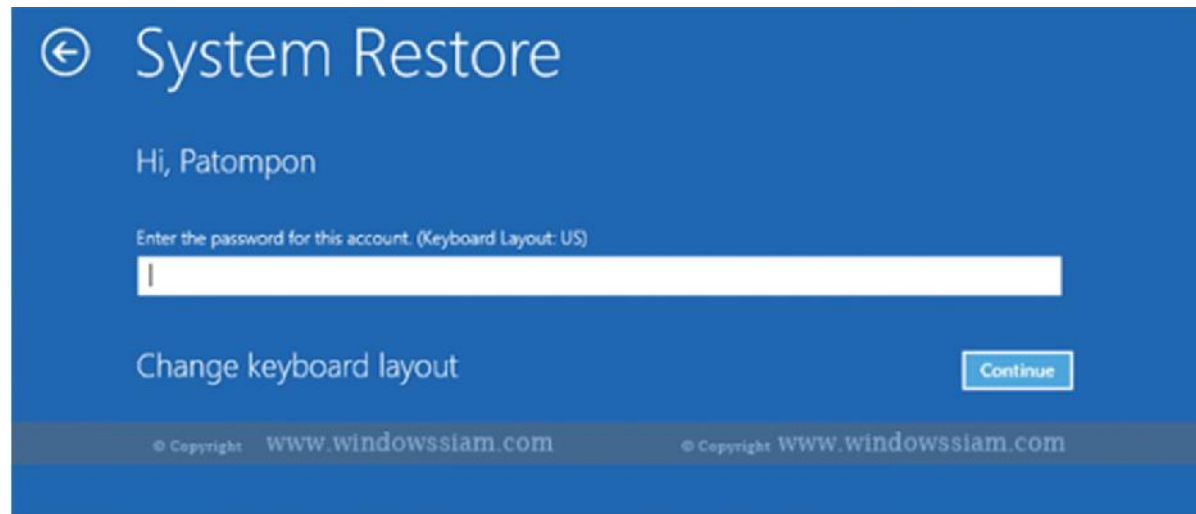 System Restore
Hi, Patompon
Enter the password for this account. (Keyboard Layout: US)
Change keyboard layout
Continue
© Copyright www.windowssiam.com © Copyright www.windowssiam.com